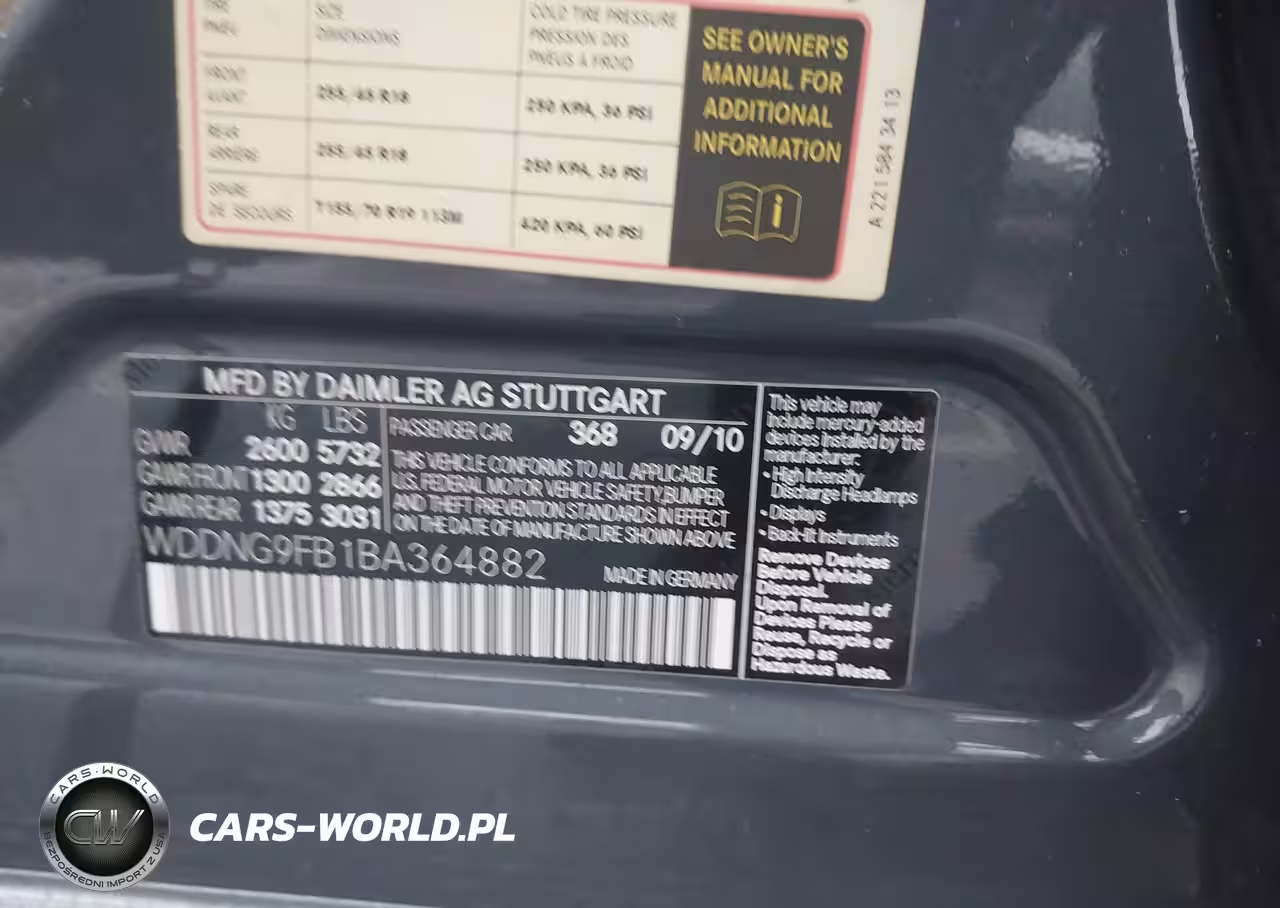 SIZE
DIMENSIONS
COLD TIRE PRESSURE
PRESSION DES
PNEUS À FROID
FRONT
255/45 R18
250 KPA, 36 PSI
REAR
ARRIÈRE
255/45 R18
250 KPA, 36 PSI
SPARE
DE SECOURS
T155/70 R19 113M
420 KPA, 60 PSI
SEE OWNER'S
MANUAL FOR
ADDITIONAL
INFORMATION
A 221 584 34 13
MFD BY DAIMLER AG STUTTGART
KG LBS
GVWR 2600 5732
GAWR FRONT 1300 2866
GAWR REAR 1375 3031
PASSENGER CAR 368 09/10
THIS VEHICLE CONFORMS TO ALL APPLICABLE
U.S. FEDERAL MOTOR VEHICLE SAFETY,BUMPER
AND THEFT PREVENTION STANDARDS IN EFFECT
ON THE DATE OF MANUFACTURE SHOWN ABOVE
WDDNG9FB1BA364882
MADE IN GERMANY
This vehicle may
include mercury-added
devices installed by the
manufacturer:
• High Intensity
Discharge Headlamps
• Displays
• Back-lit Instruments
Remove Devices
Before Vehicle
Disposal.
Upon Removal of
Devices Please
Reuse, Recycle or
Dispose as
Hazardous Waste.
CARS-WORLD
CW
BEZPOŚREDNI IMPORT Z USA
CARS-WORLD.PL